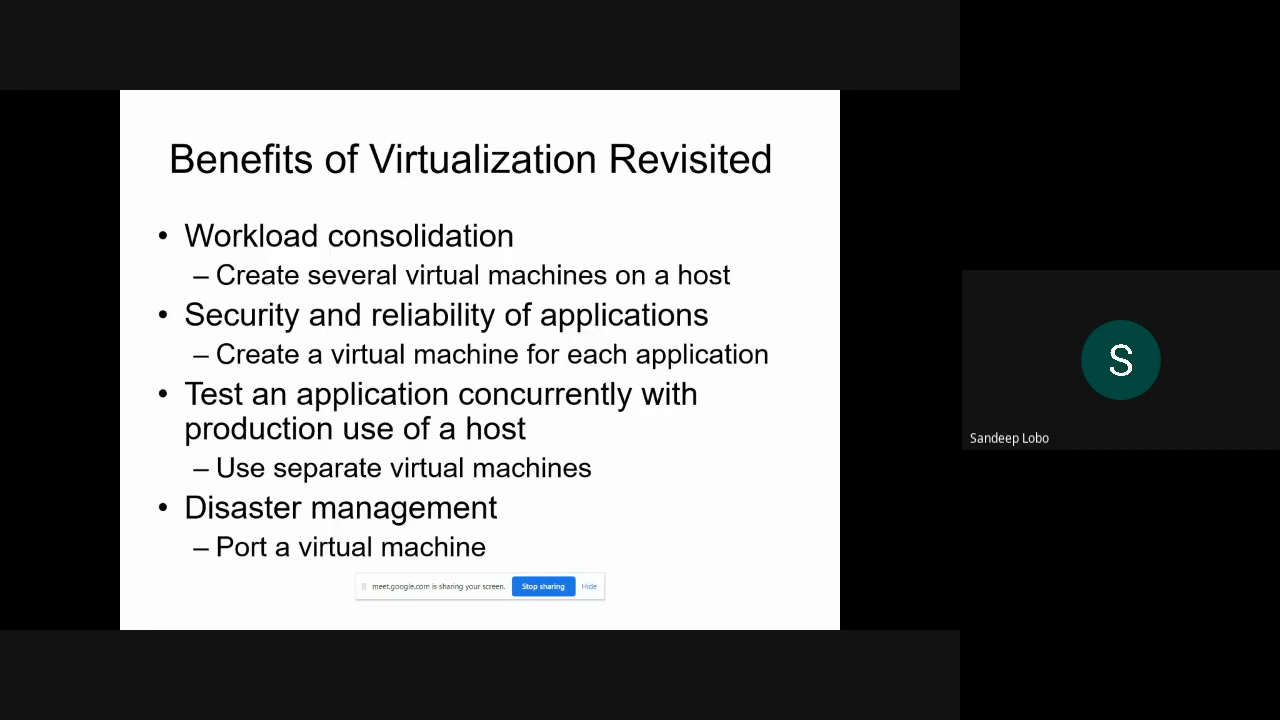 Benefits of Virtualization Revisited
• Workload consolidation
– Create several virtual machines on a host
• Security and reliability of applications
– Create a virtual machine for each application
• Test an application concurrently with
production use of a host
– Use separate virtual machines
• Disaster management
– Port a virtual machine
meet.google.com is sharing your screen. Stop sharing Hide
S
Sandeep Lobo